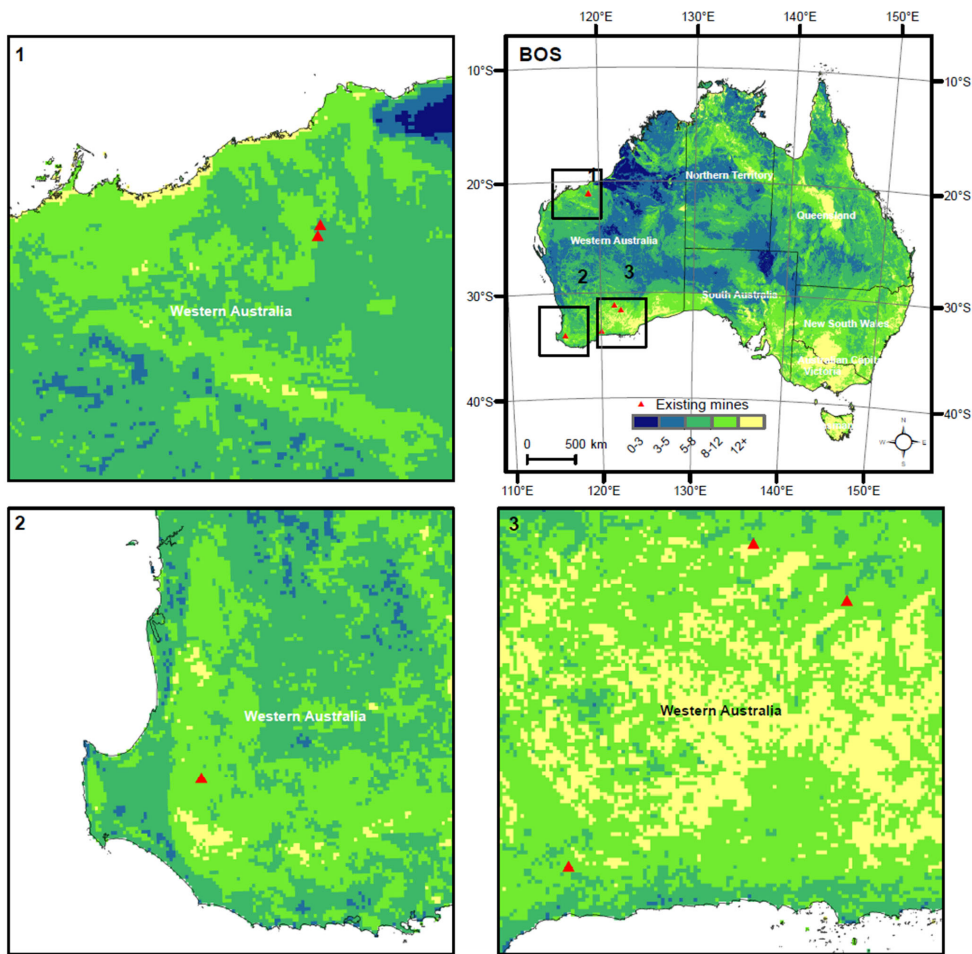 1
Western Australia
120°E 130°E 140°E 150°E
BOS
10°S 10°S
20°S 20°S
30°S 30°S
40°S 40°S
1
Northern Territory
Queensland
Western Australia
2 3
South Australia
New South Wales
Victoria
Existing mines
0-3 3-5 5-8 8-12 12+
0 500 km
N
W E
S
110°E 120°E 130°E 140°E 150°E
2
Western Australia
3
Western Australia